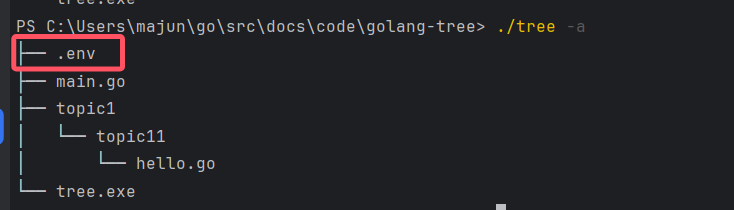 tree.exe
PS C:\Users\majun\go\src\docs\code\golang-tree> ./tree -a
├── .env
├── main.go
├── topic1
│   └── topic11
│       └── hello.go
└── tree.exe